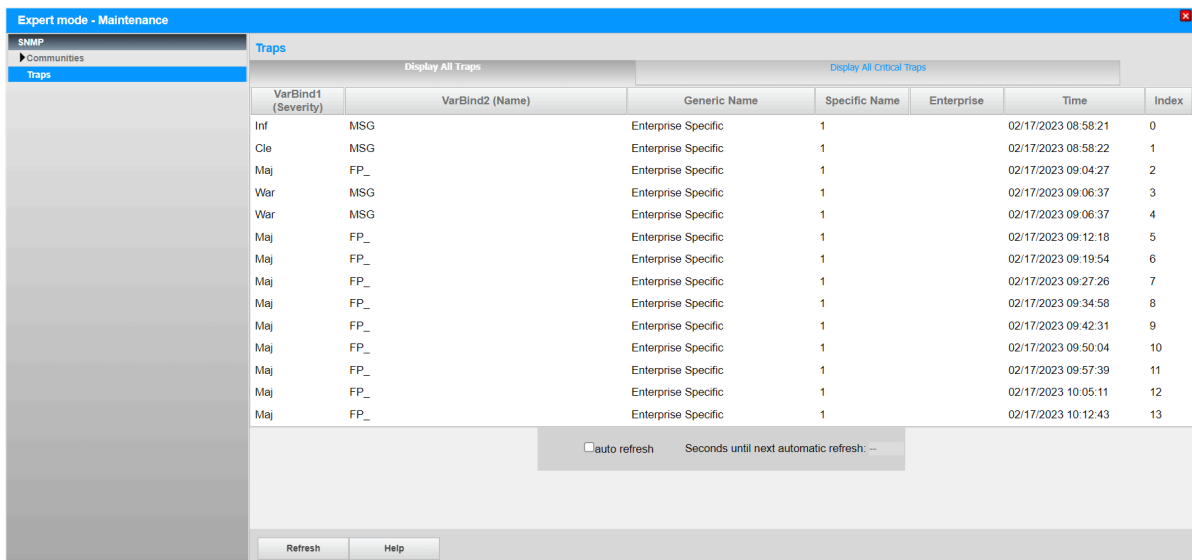 Expert mode - Maintenance
SNMP
Communities
Traps
Traps
Display All Traps Display All Critical Traps
VarBind1 (Severity) VarBind2 (Name) Generic Name Specific Name Enterprise Time Index
Inf MSG Enterprise Specific 1 02/17/2023 08:58:21 0
Cle MSG Enterprise Specific 1 02/17/2023 08:58:22 1
Maj FP_ Enterprise Specific 1 02/17/2023 09:04:27 2
War MSG Enterprise Specific 1 02/17/2023 09:06:37 3
War MSG Enterprise Specific 1 02/17/2023 09:06:37 4
Maj FP_ Enterprise Specific 1 02/17/2023 09:12:18 5
Maj FP_ Enterprise Specific 1 02/17/2023 09:19:54 6
Maj FP_ Enterprise Specific 1 02/17/2023 09:27:26 7
Maj FP_ Enterprise Specific 1 02/17/2023 09:34:58 8
Maj FP_ Enterprise Specific 1 02/17/2023 09:42:31 9
Maj FP_ Enterprise Specific 1 02/17/2023 09:50:04 10
Maj FP_ Enterprise Specific 1 02/17/2023 09:57:39 11
Maj FP_ Enterprise Specific 1 02/17/2023 10:05:11 12
Maj FP_ Enterprise Specific 1 02/17/2023 10:12:43 13
auto refresh Seconds until next automatic refresh: --
Refresh Help